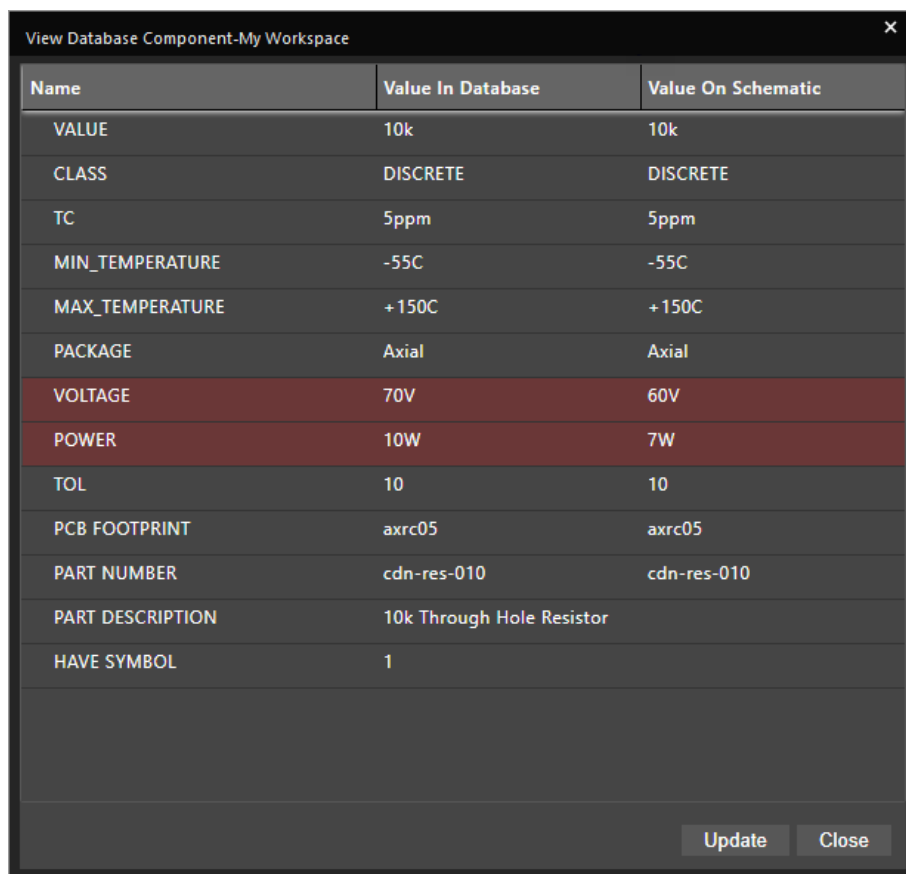 View Database Component-My Workspace ×
Name Value In Database Value On Schematic
VALUE 10k 10k
CLASS DISCRETE DISCRETE
TC 5ppm 5ppm
MIN_TEMPERATURE -55C -55C
MAX_TEMPERATURE +150C +150C
PACKAGE Axial Axial
VOLTAGE 70V 60V
POWER 10W 7W
TOL 10 10
PCB FOOTPRINT axrc05 axrc05
PART NUMBER cdn-res-010 cdn-res-010
PART DESCRIPTION 10k Through Hole Resistor
HAVE SYMBOL 1
Update Close